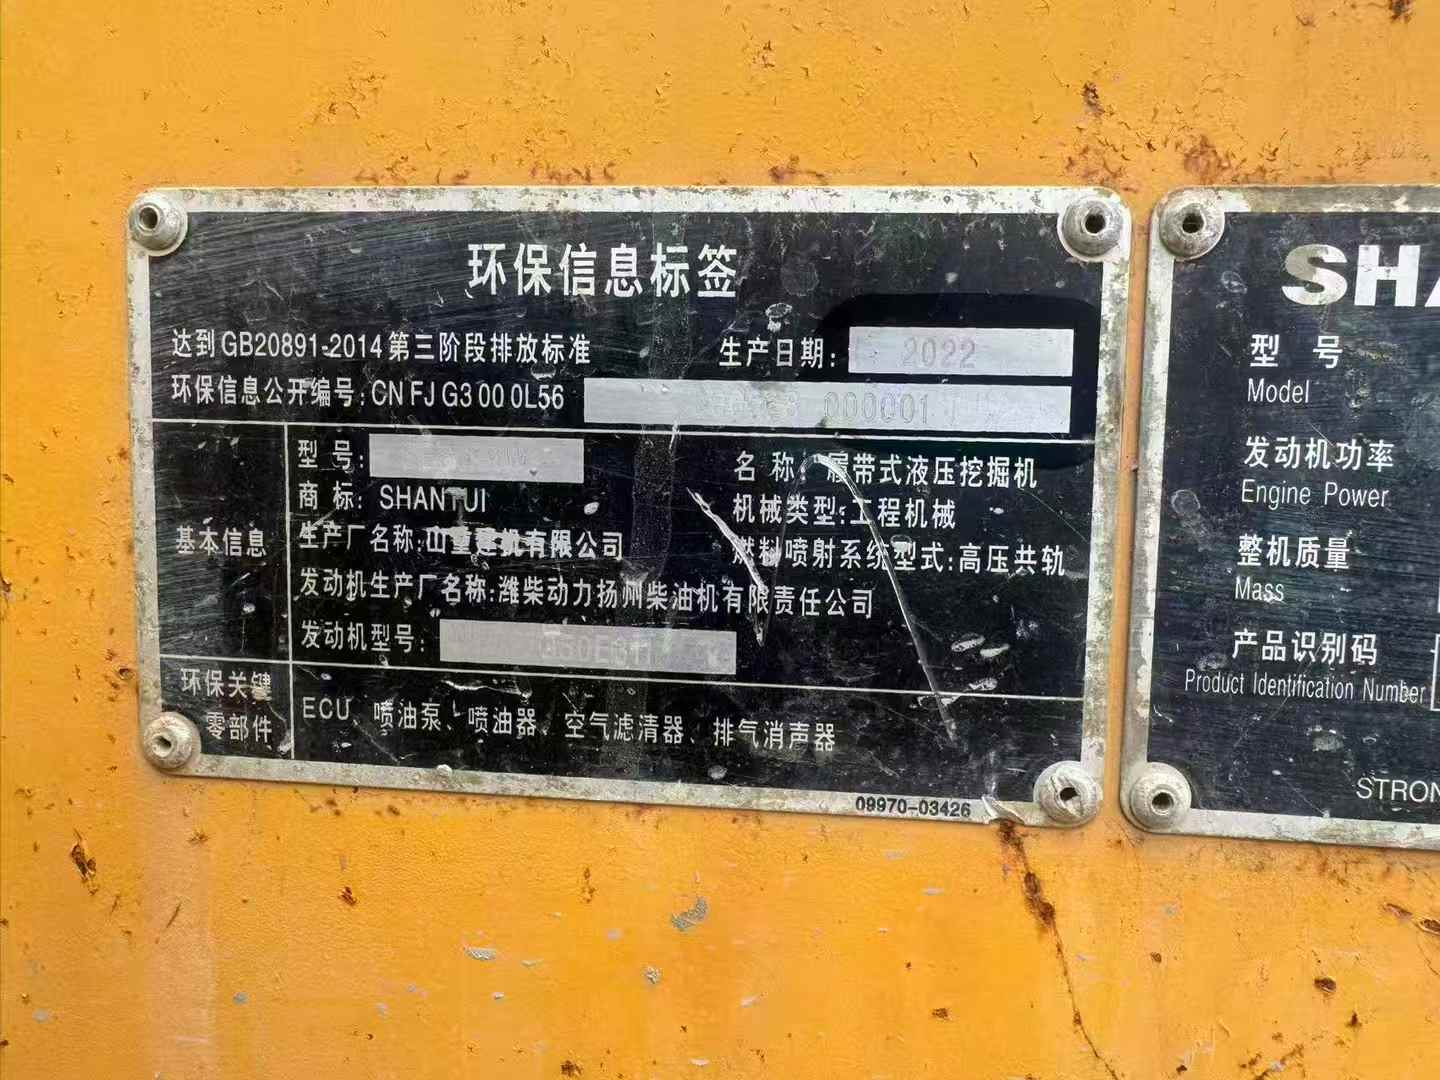 环保信息标签
达到GB20891-2014第三阶段排放标准
生产日期: 2022
环保信息公开编号: CN FJ G3 00 0L56 000001
基本信息
型号:
名称: 履带式液压挖掘机
商标: SHANTUI
机械类型: 工程机械
生产厂名称: 山重建机有限公司
燃料喷射系统型式: 高压共轨
发动机生产厂名称: 潍柴动力扬州柴油机有限责任公司
发动机型号:
环保关键零部件
ECU、喷油泵、喷油器、空气滤清器、排气消声器
09970-03426
SHA
型号
Model
发动机功率
Engine Power
整机质量
Mass
产品识别码
Product Identification Number
STRON